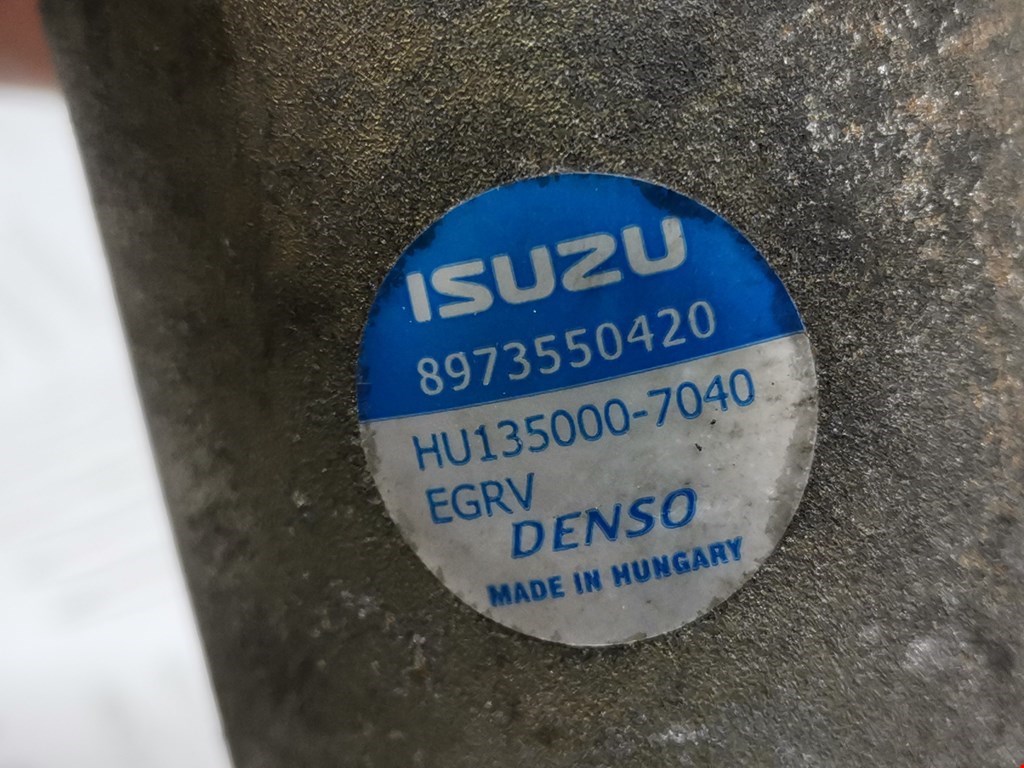 ISUZU
8973550420
HU135000-7040
EGRV
DENSO
MADE IN HUNGARY